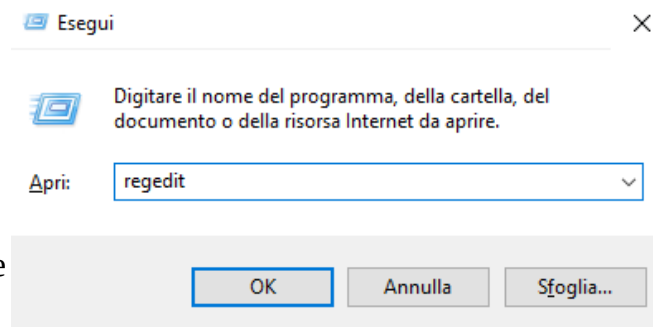 Esegui
Digitare il nome del programma, della cartella, del
documento o della risorsa Internet da aprire.
Apri: regedit
e
OK Annulla Sfoglia...